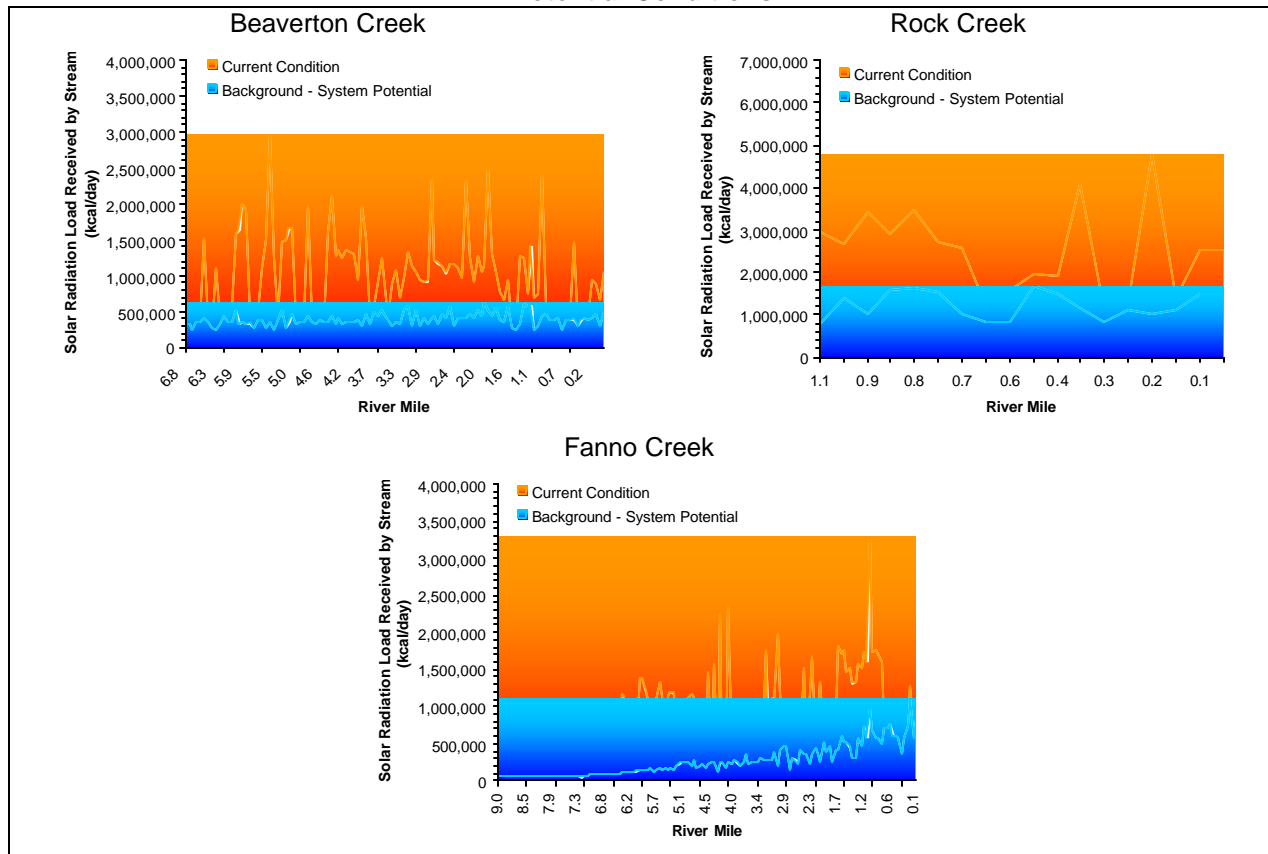 Beaverton Creek
Solar Radiation Load Received by Stream
(kcal/day)
4,000,000
3,500,000
3,000,000
2,500,000
2,000,000
1,500,000
1,000,000
500,000
0
Current Condition
Background - System Potential
6.8 6.3 5.9 5.5 5.0 4.6 4.2 3.7 3.3 2.9 2.4 2.0 1.6 1.1 0.7 0.2
River Mile
Rock Creek
Solar Radiation Load Received by Stream
(kcal/day)
7,000,000
6,000,000
5,000,000
4,000,000
3,000,000
2,000,000
1,000,000
0
Current Condition
Background - System Potential
1.1 0.9 0.8 0.7 0.6 0.4 0.3 0.2 0.1
River Mile
Fanno Creek
Solar Radiation Load Received by Stream
(kcal/day)
4,000,000
3,500,000
3,000,000
2,500,000
2,000,000
1,500,000
1,000,000
500,000
0
Current Condition
Background - System Potential
9.0 8.5 7.9 7.3 6.8 6.2 5.7 5.1 4.5 4.0 3.4 2.9 2.3 1.7 1.2 0.6 0.1
River Mile